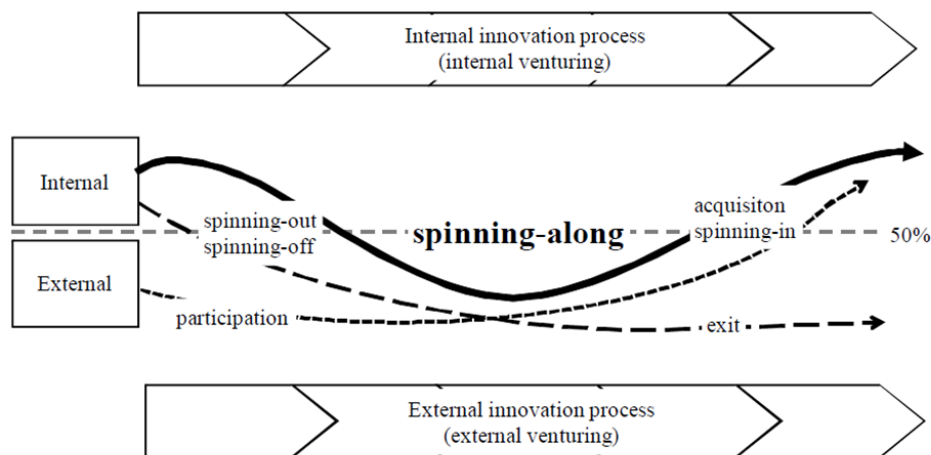 Internal innovation process
(internal venturing)
Internal
spinning-out
spinning-off
spinning-along
acquisiton
spinning-in
50%
External
participation
exit
External innovation process
(external venturing)